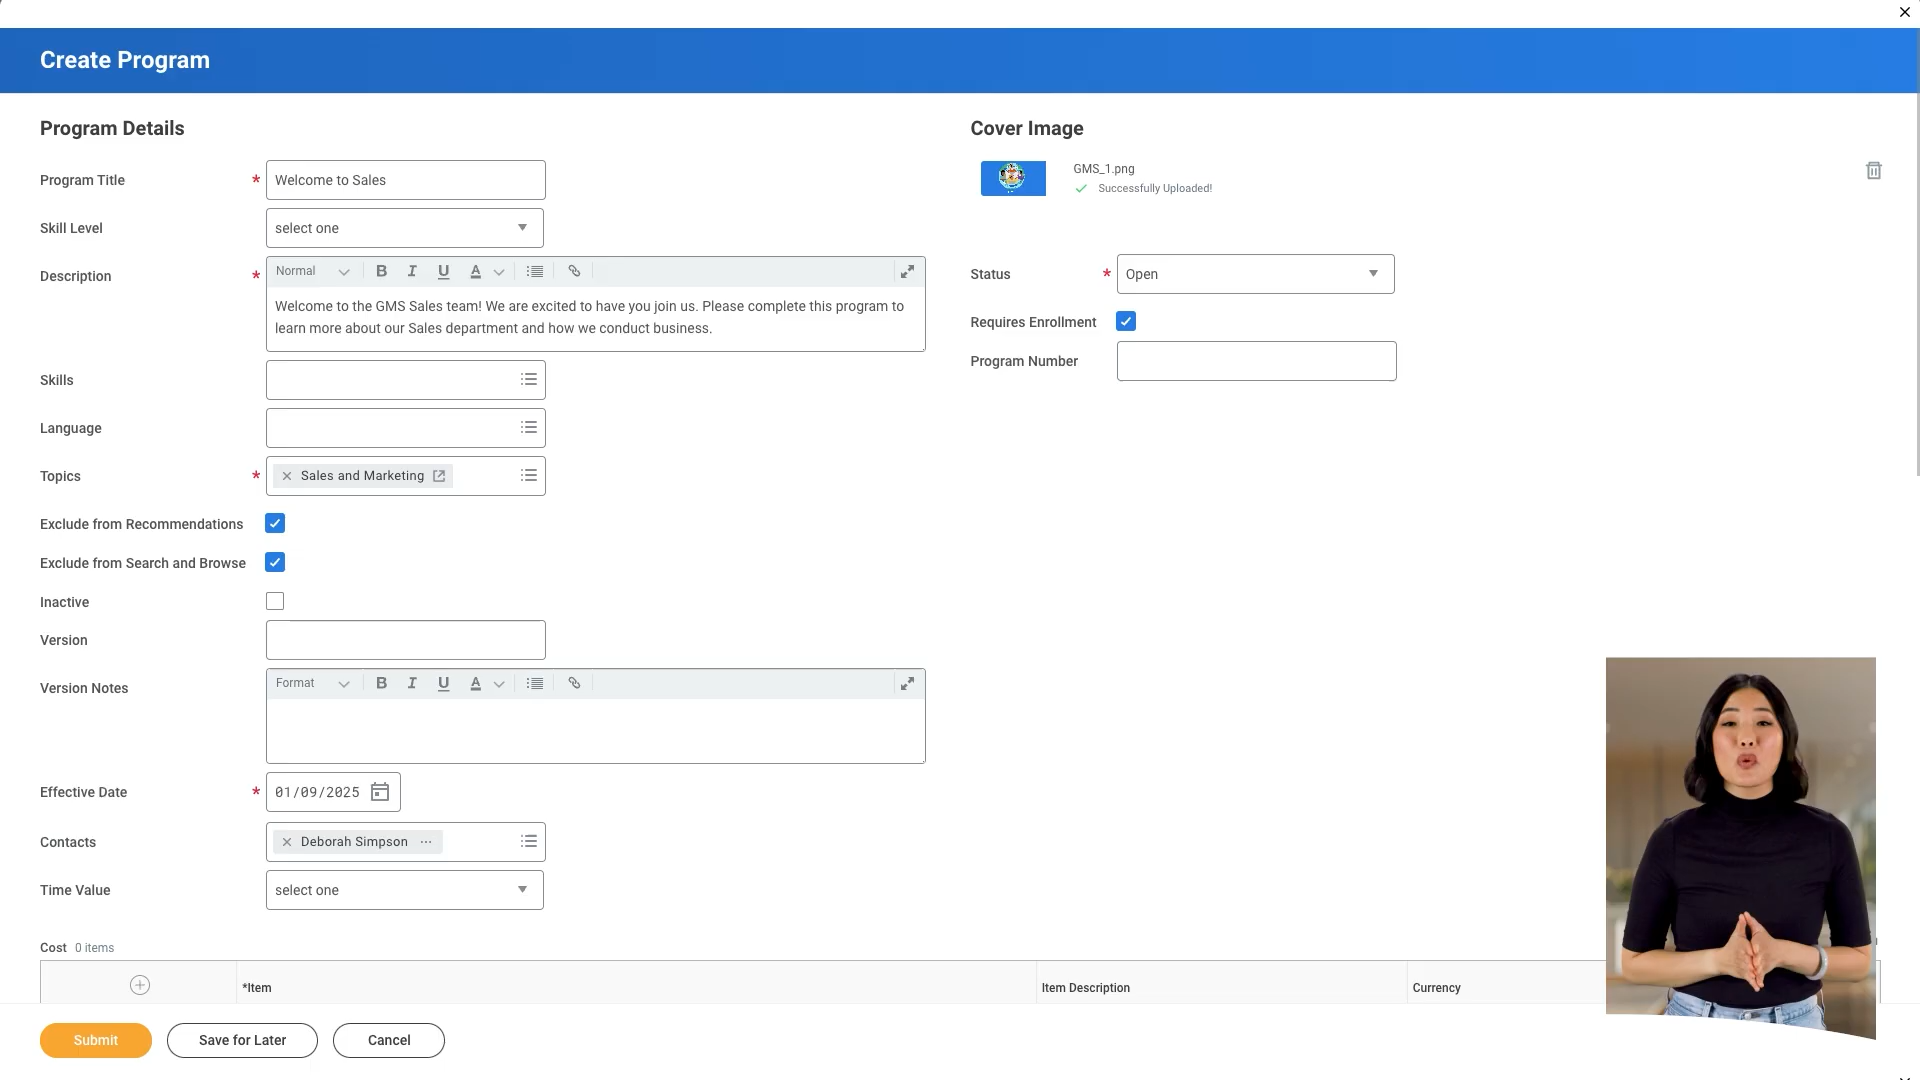 Create Program
Program Details
Program Title * Welcome to Sales
Skill Level select one
Description * Normal B I U A
Welcome to the GMS Sales team! We are excited to have you join us. Please complete this program to
learn more about our Sales department and how we conduct business.
Skills
Language
Topics * Sales and Marketing
Exclude from Recommendations
Exclude from Search and Browse
Inactive
Version
Version Notes Format B I U A
Effective Date * 01/09/2025
Contacts Deborah Simpson
Time Value select one
Cover Image
GMS_1.png
Successfully Uploaded!
Status * Open
Requires Enrollment
Program Number
Cost 0 items
*Item Item Description Currency
Submit Save for Later Cancel